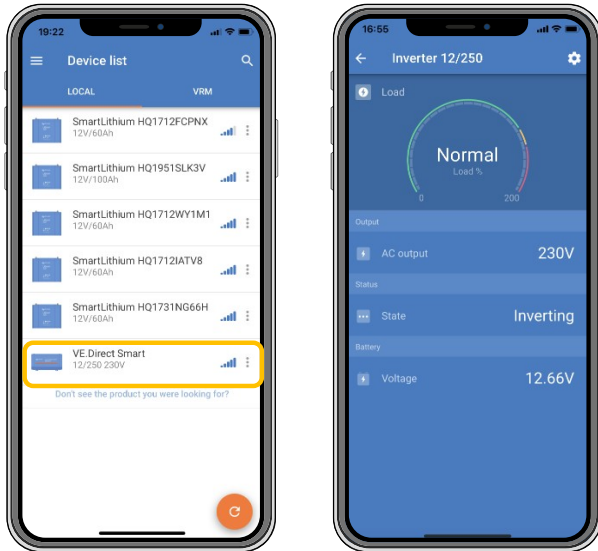 19:22
Device list
LOCAL VRM
SmartLithium HQ1712FCPNX
12V/60Ah
SmartLithium HQ1951SLK3V
12V/100Ah
SmartLithium HQ1712WY1M1
12V/60Ah
SmartLithium HQ1712IATV8
12V/60Ah
SmartLithium HQ1731NG66H
12V/60Ah
VE.Direct Smart
12/250 230V
Don't see the product you were looking for?
16:55
Inverter 12/250
Load
Normal
Load %
0 200
Output
AC output 230V
Status
State Inverting
Battery
Voltage 12.66V